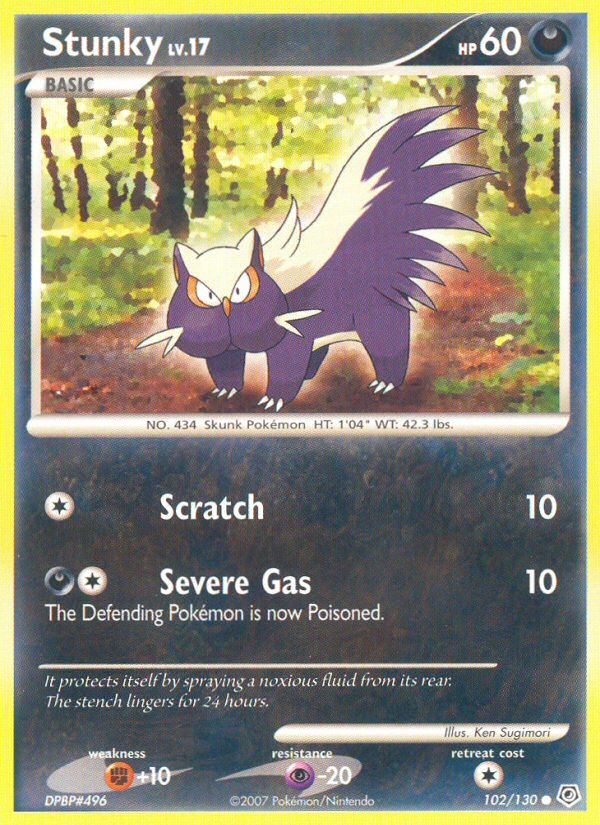 Stunky LV.17 HP 60
BASIC
NO. 434 Skunk Pokémon HT: 1'04" WT: 42.3 lbs.
Scratch 10
Severe Gas 10
The Defending Pokémon is now Poisoned.
It protects itself by spraying a noxious fluid from its rear.
The stench lingers for 24 hours.
Illus. Ken Sugimori
weakness resistance retreat cost
+10 -20
DPBP#496 ©2007 Pokémon/Nintendo 102/130